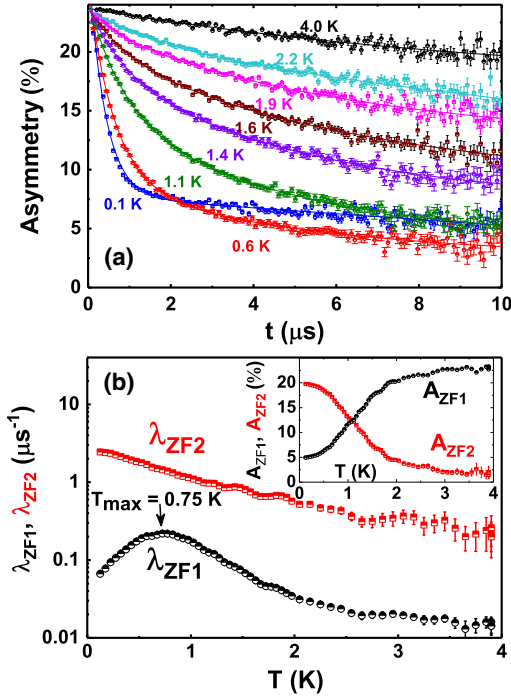 Asymmetry (%)
20
15
10
5
0
4.0 K
2.2 K
1.9 K
1.6 K
1.4 K
1.1 K
0.1 K
0.6 K
(a)
0 2 4 6 8 10
t (μs)
(b)
λZF1, λZF2 (μs-1)
10
1
0.1
0.01
λZF2
Tmax = 0.75 K
λZF1
AZF1, AZF2 (%)
20
15
10
5
0
AZF1
AZF2
T (K)
0 1 2 3 4
0 1 2 3 4
T (K)